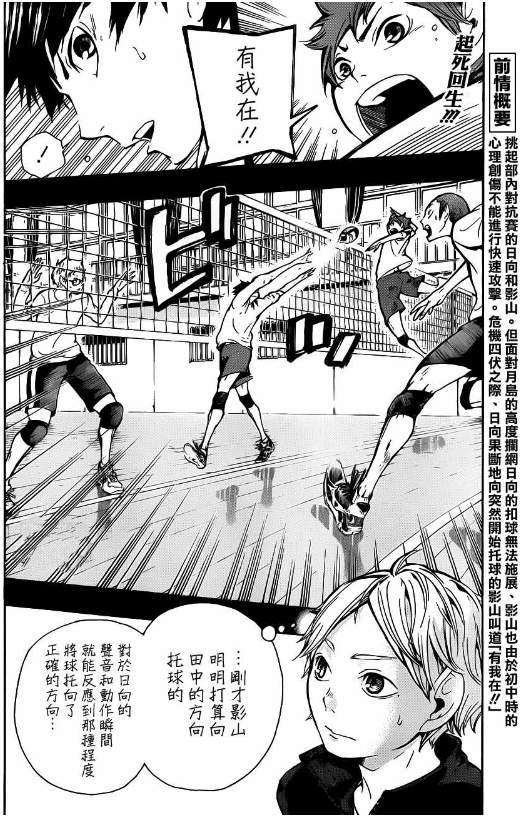 前情概要
挑起部內對抗賽的日向和影山。但面對月島的高度攔網日向的扣球無法施展、影山也由於初中時的
心理創傷不能進行快速攻擊。危機四伏之際、日向果斷地向突然開始托球的影山叫道『有我在!!』
起死回生!!!
有我在!!
ビビ
…剛才影山
明明打算向
田中的方向
托球的
對於日向的
聲音和動作瞬間
就能反應到那種程度
將球托向了
正確的方向…